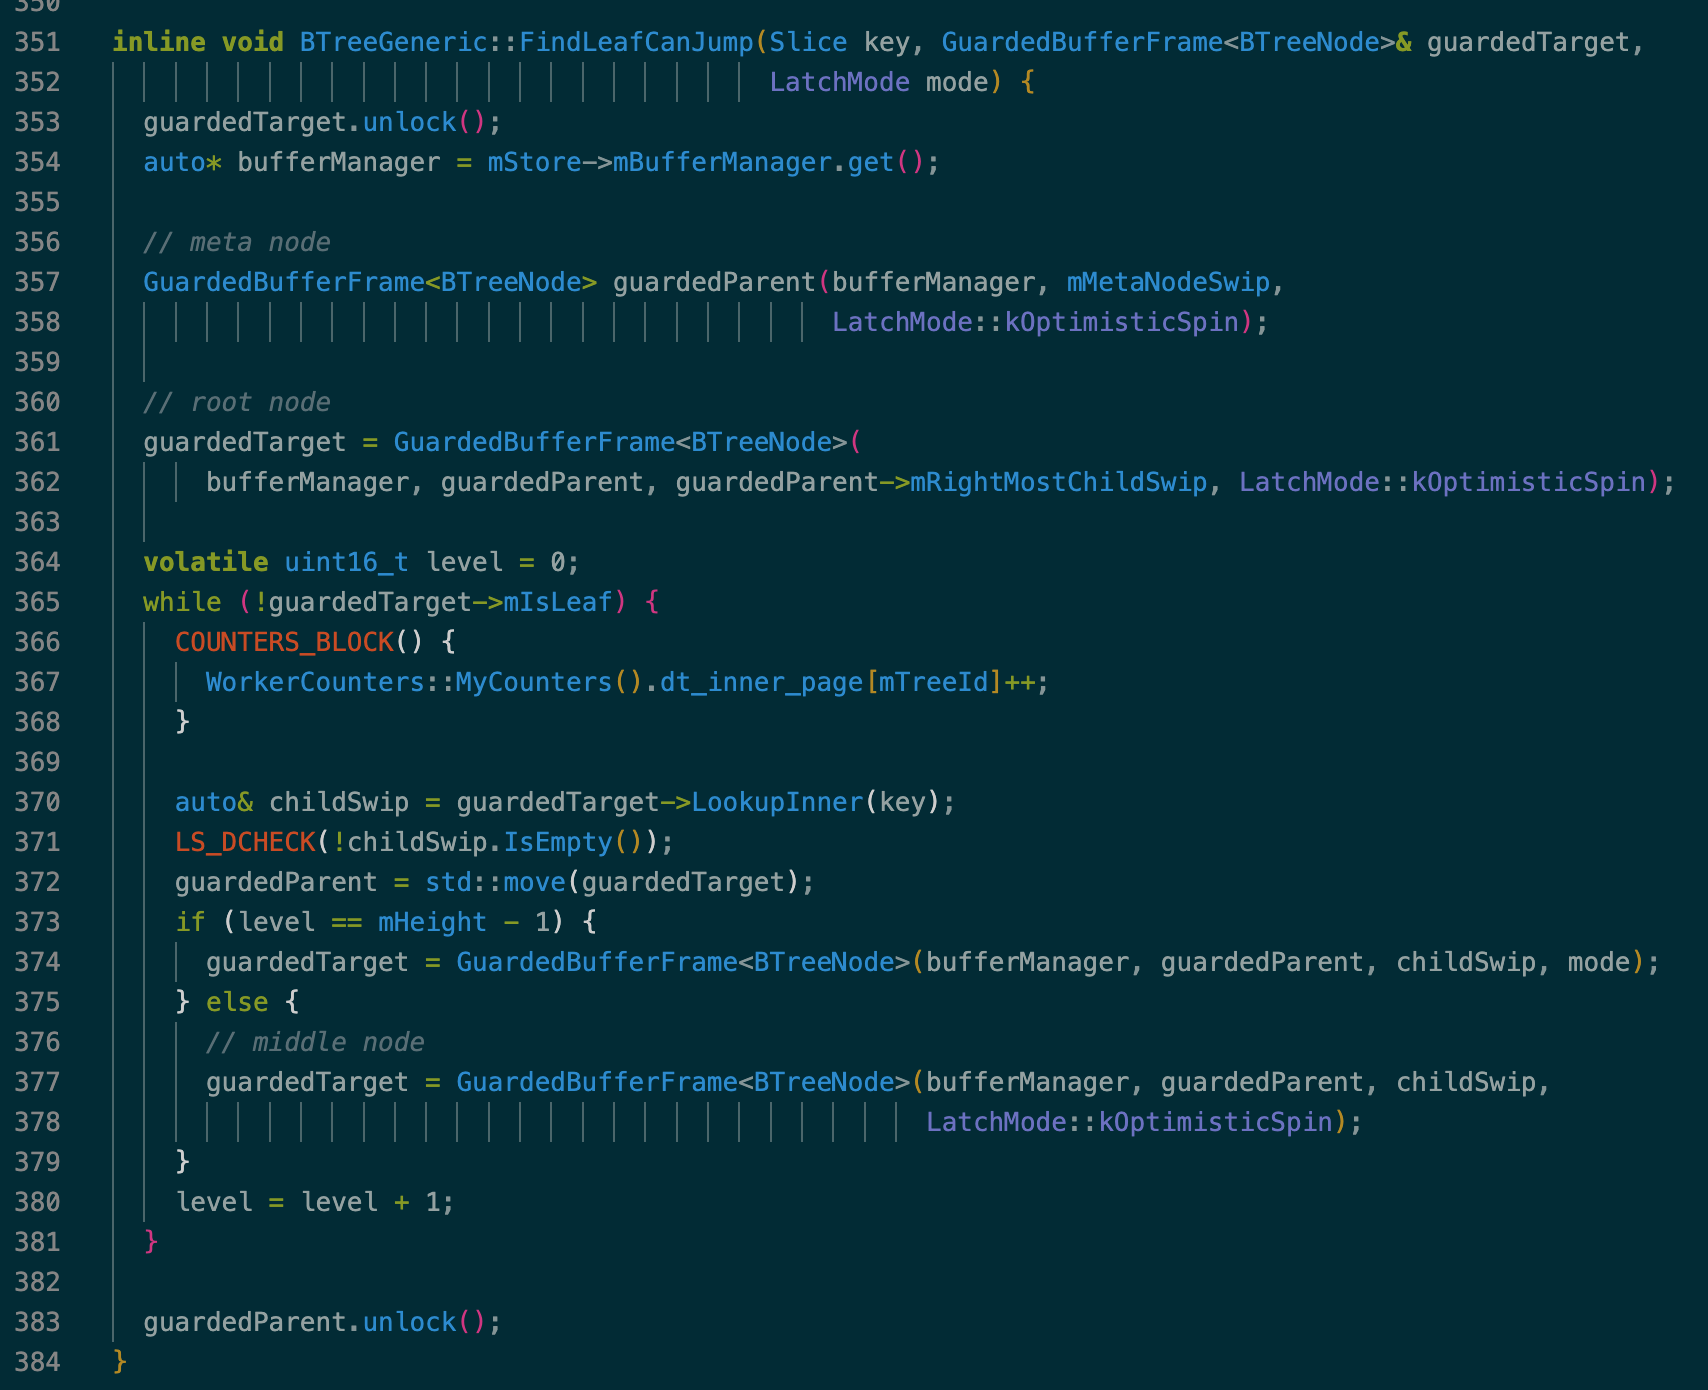 350
351 inline void BTreeGeneric::FindLeafCanJump(Slice key, GuardedBufferFrame<BTreeNode>& guardedTarget,
352 LatchMode mode) {
353 guardedTarget.unlock();
354 auto* bufferManager = mStore->mBufferManager.get();
355
356 // meta node
357 GuardedBufferFrame<BTreeNode> guardedParent(bufferManager, mMetaNodeSwip,
358 LatchMode::kOptimisticSpin);
359
360 // root node
361 guardedTarget = GuardedBufferFrame<BTreeNode>(
362 bufferManager, guardedParent, guardedParent->mRightMostChildSwip, LatchMode::kOptimisticSpin);
363
364 volatile uint16_t level = 0;
365 while (!guardedTarget->mIsLeaf) {
366 COUNTERS_BLOCK() {
367 WorkerCounters::MyCounters().dt_inner_page[mTreeId]++;
368 }
369
370 auto& childSwip = guardedTarget->LookupInner(key);
371 LS_DCHECK(!childSwip.IsEmpty());
372 guardedParent = std::move(guardedTarget);
373 if (level == mHeight - 1) {
374 guardedTarget = GuardedBufferFrame<BTreeNode>(bufferManager, guardedParent, childSwip, mode);
375 } else {
376 // middle node
377 guardedTarget = GuardedBufferFrame<BTreeNode>(bufferManager, guardedParent, childSwip,
378 LatchMode::kOptimisticSpin);
379 }
380 level = level + 1;
381 }
382
383 guardedParent.unlock();
384 }